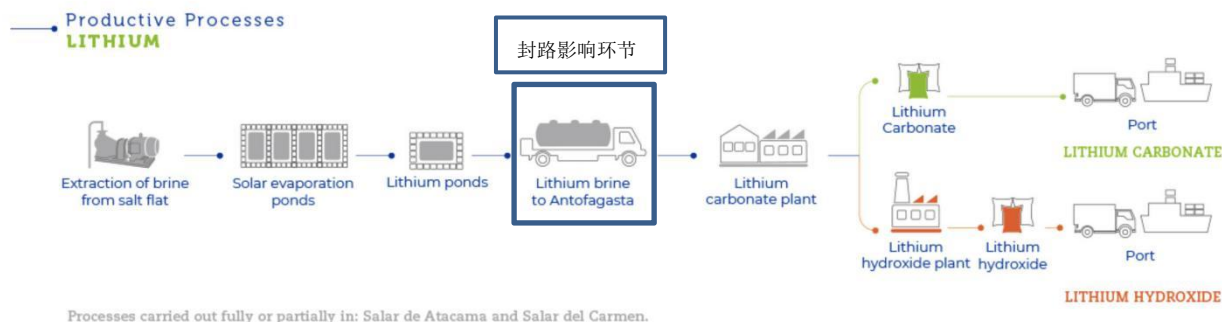 Productive Processes
LITHIUM
封路影响环节
Extraction of brine
from salt flat
Solar evaporation
ponds
Lithium ponds
Lithium brine
to Antofagasta
Lithium
carbonate plant
Lithium
Carbonate
Port
LITHIUM CARBONATE
Lithium
hydroxide plant
Lithium
hydroxide
Port
LITHIUM HYDROXIDE
Processes carried out fully or partially in: Salar de Atacama and Salar del Carmen.